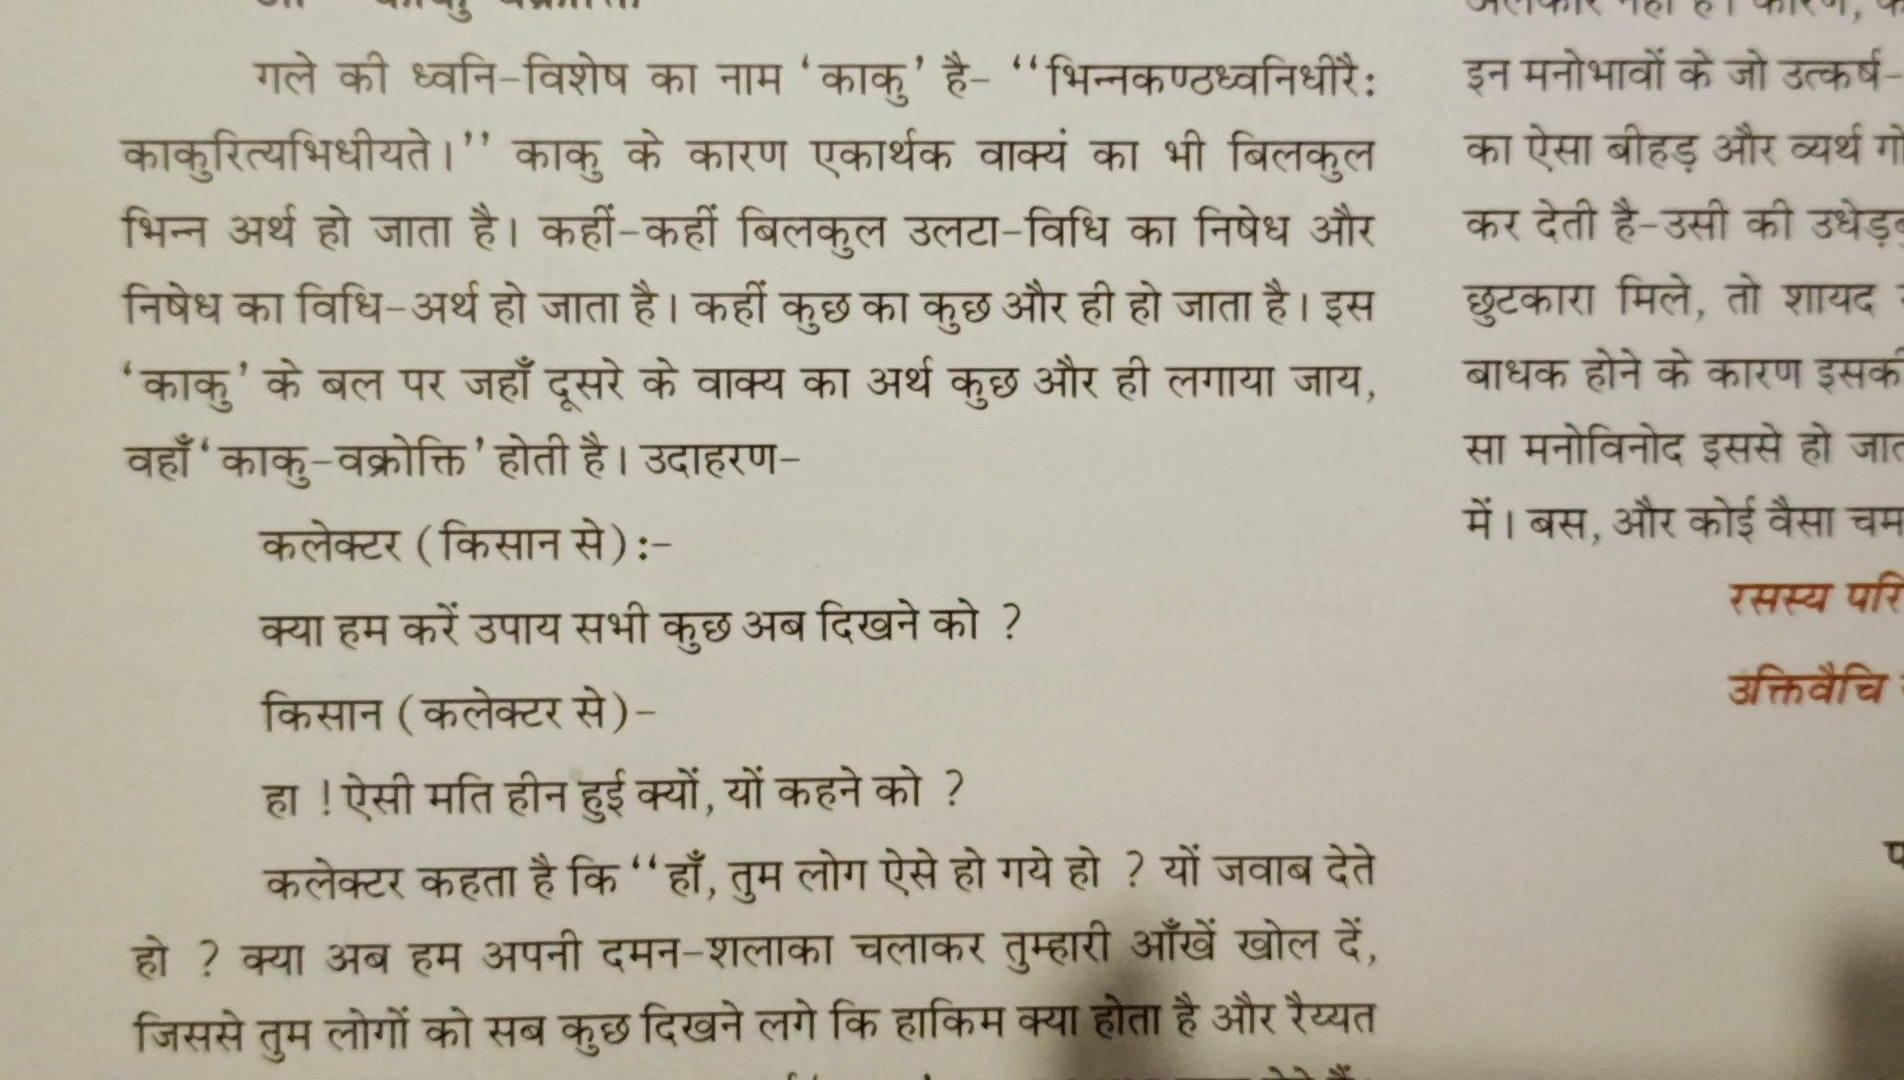 गले की ध्वनि-विशेष का नाम ‘काकु’ है- ‘‘भिन्नकण्ठध्वनिधीरै:
काकुरित्यभिधीयते।’’ काकु के कारण एकार्थक वाक्यं का भी बिलकुल
भिन्न अर्थ हो जाता है। कहीं-कहीं बिलकुल उलटा-विधि का निषेध और
निषेध का विधि-अर्थ हो जाता है। कहीं कुछ का कुछ और ही हो जाता है। इस
‘काकु’ के बल पर जहाँ दूसरे के वाक्य का अर्थ कुछ और ही लगाया जाय,
वहाँ ‘काकु-वक्रोक्ति’ होती है। उदाहरण-
कलेक्टर (किसान से):-
क्या हम करें उपाय सभी कुछ अब दिखने को ?
किसान (कलेक्टर से)-
हा ! ऐसी मति हीन हुई क्यों, यों कहने को ?
कलेक्टर कहता है कि ‘‘हाँ, तुम लोग ऐसे हो गये हो ? यों जवाब देते
हो ? क्या अब हम अपनी दमन-शलाका चलाकर तुम्हारी आँखें खोल दें,
जिससे तुम लोगों को सब कुछ दिखने लगे कि हाकिम क्या होता है और रैय्यत
इन मनोभावों के जो उत्कर्ष-
का ऐसा बीहड़ और व्यर्थ
कर देती है-उसी की
छुटकारा मिले, तो शायद
बाधक होने के कारण
सा मनोविनोद इससे हो
में। बस, और कोई वैसा
रसस्य
उक्तिवैचि